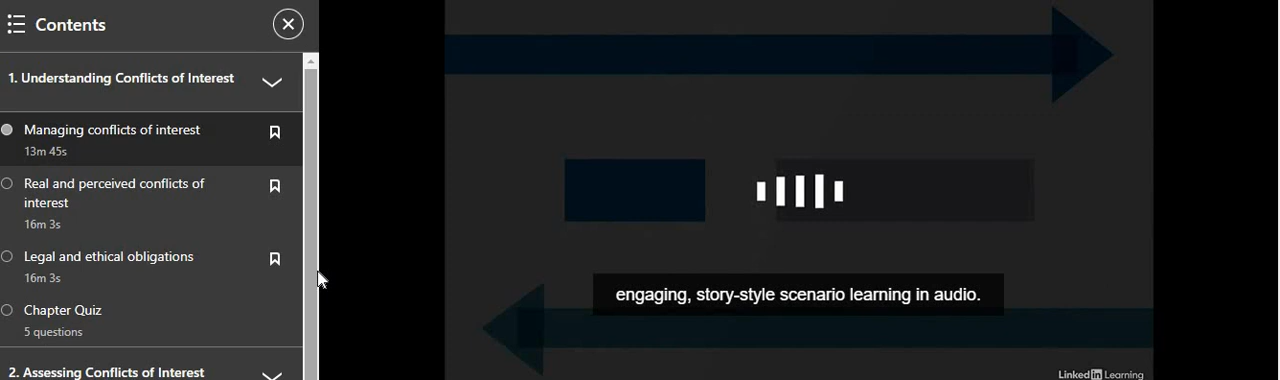 Contents
1. Understanding Conflicts of Interest
Managing conflicts of interest
13m 45s
Real and perceived conflicts of
interest
16m 3s
Legal and ethical obligations
16m 3s
Chapter Quiz
5 questions
2. Assessing Conflicts of Interest
engaging, story-style scenario learning in audio.
Linked in Learning